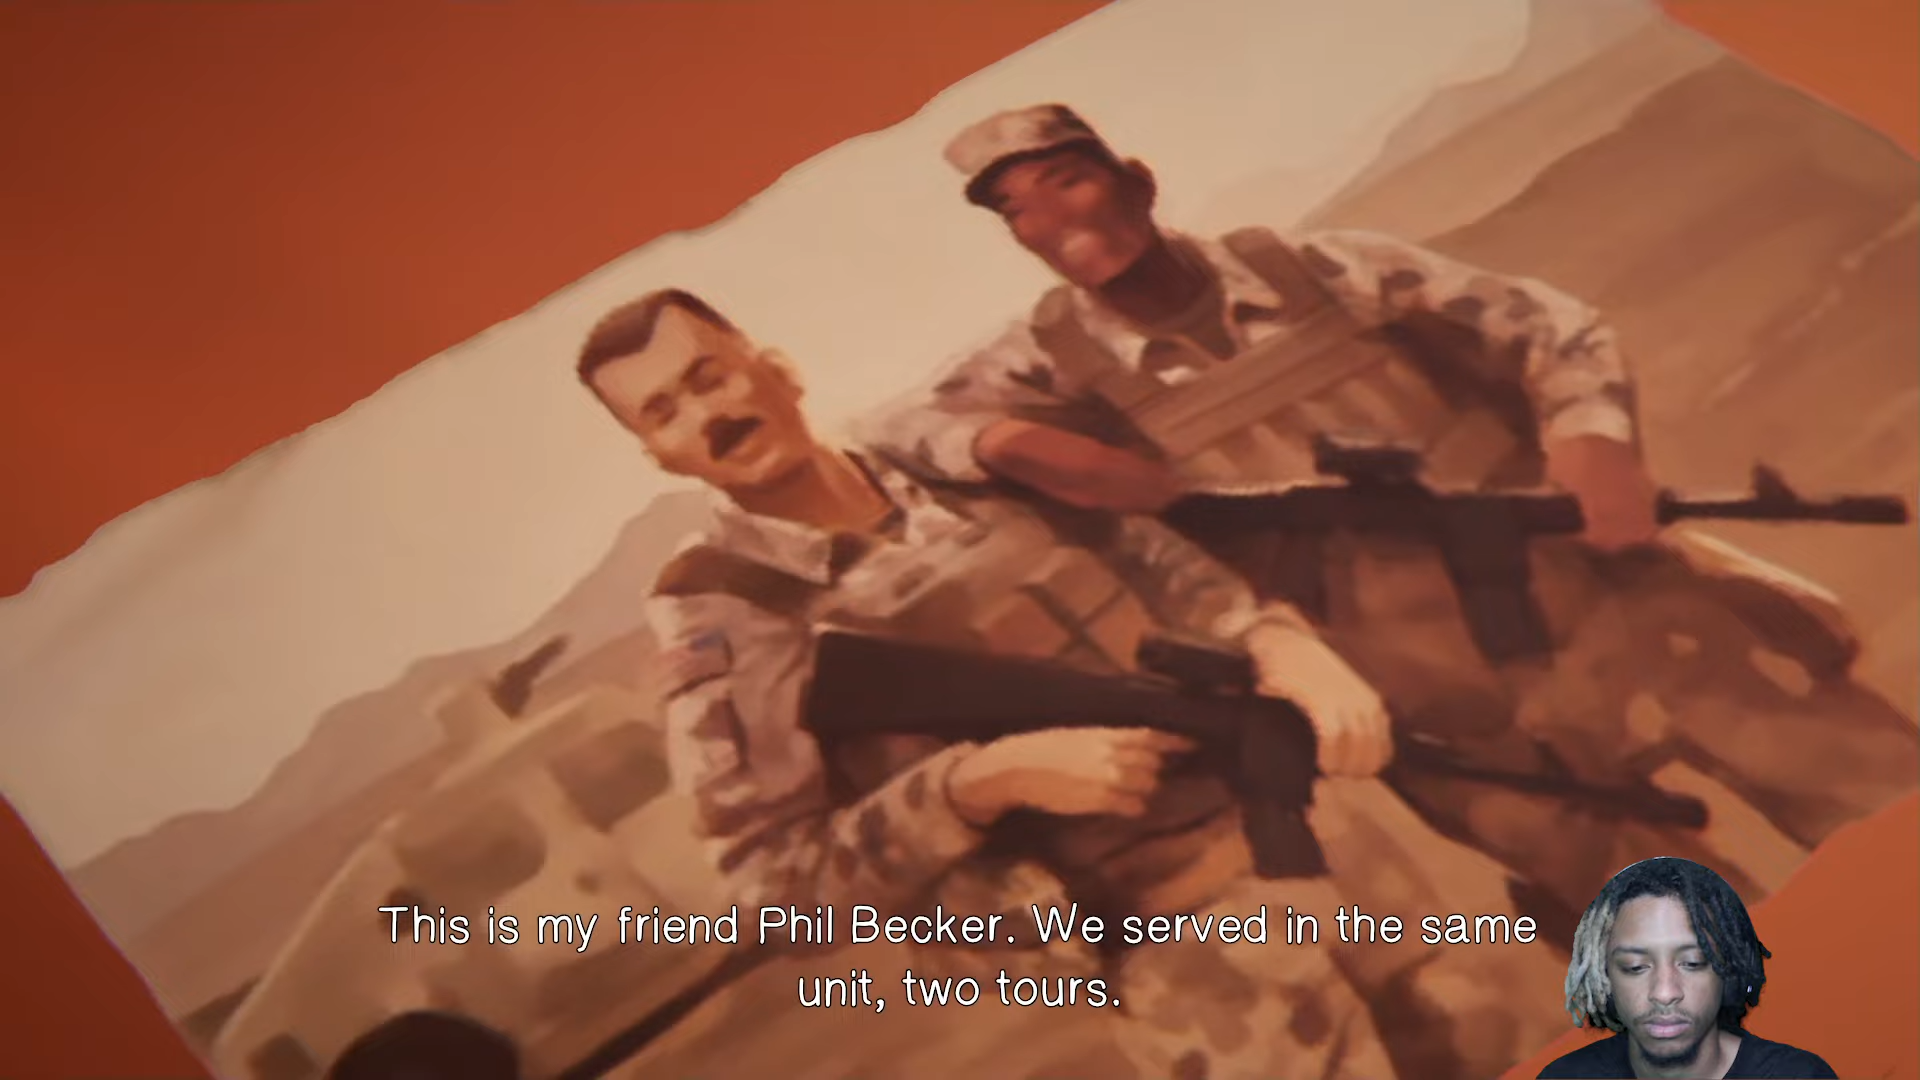 This is my friend Phil Becker. We served in the same
unit, two tours.